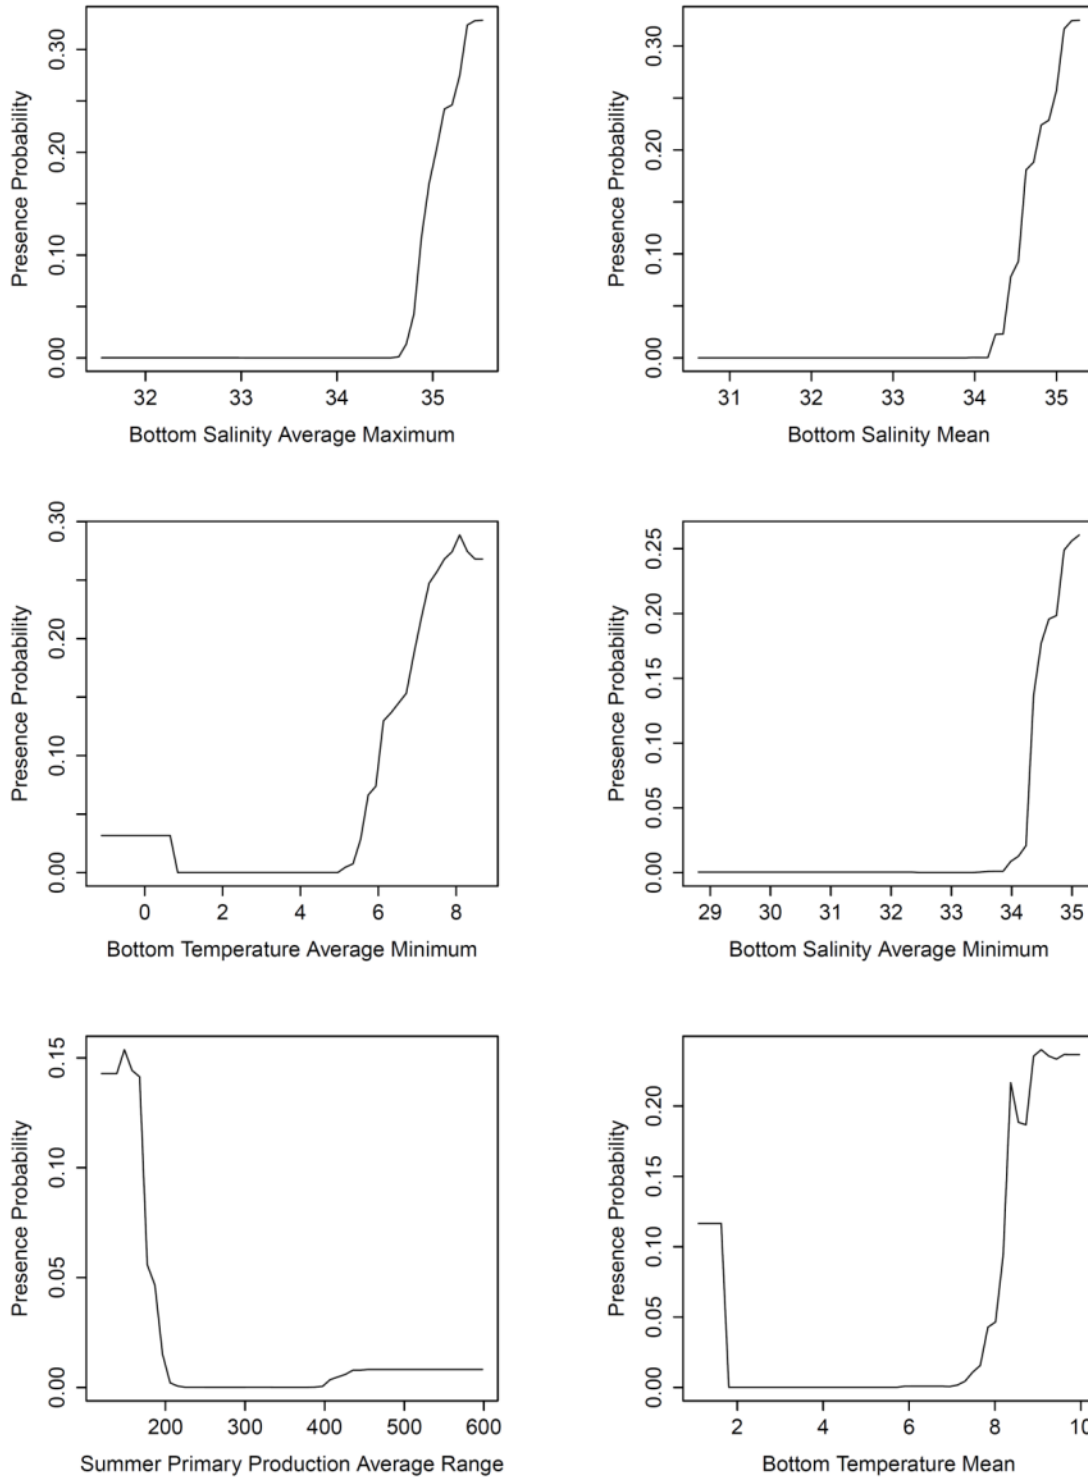 Presence Probability
0.00 0.10 0.20 0.30
32 33 34 35
Bottom Salinity Average Maximum
Presence Probability
0.00 0.10 0.20 0.30
31 32 33 34 35
Bottom Salinity Mean
Presence Probability
0.00 0.10 0.20 0.30
0 2 4 6 8
Bottom Temperature Average Minimum
Presence Probability
0.00 0.05 0.10 0.15 0.20 0.25
29 30 31 32 33 34 35
Bottom Salinity Average Minimum
Presence Probability
0.00 0.05 0.10 0.15
200 300 400 500 600
Summer Primary Production Average Range
Presence Probability
0.00 0.05 0.10 0.15 0.20
2 4 6 8 10
Bottom Temperature Mean